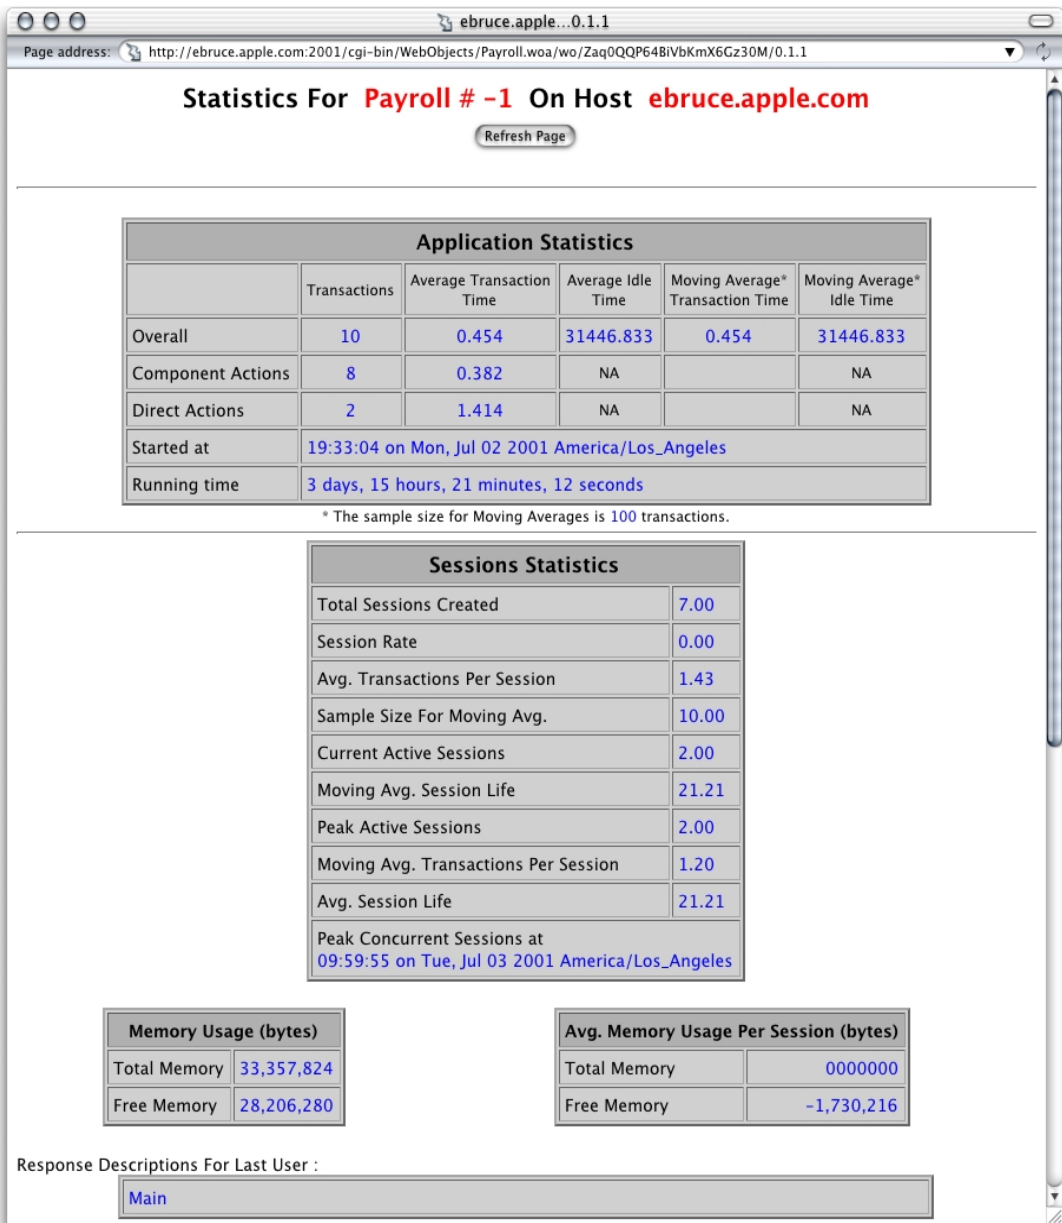 ebruce.apple...0.1.1
Page address: http://ebruce.apple.com:2001/cgi-bin/WebObjects/Payroll.woa/wo/Zaq0QQP64BiVbKmX6Gz30M/0.1.1
Statistics For Payroll # -1 On Host ebruce.apple.com
Refresh Page
Application Statistics
Transactions Average Transaction Time Average Idle Time Moving Average* Transaction Time Moving Average* Idle Time
Overall 10 0.454 31446.833 0.454 31446.833
Component Actions 8 0.382 NA NA
Direct Actions 2 1.414 NA NA
Started at 19:33:04 on Mon, Jul 02 2001 America/Los_Angeles
Running time 3 days, 15 hours, 21 minutes, 12 seconds
* The sample size for Moving Averages is 100 transactions.
Sessions Statistics
Total Sessions Created 7.00
Session Rate 0.00
Avg. Transactions Per Session 1.43
Sample Size For Moving Avg. 10.00
Current Active Sessions 2.00
Moving Avg. Session Life 21.21
Peak Active Sessions 2.00
Moving Avg. Transactions Per Session 1.20
Avg. Session Life 21.21
Peak Concurrent Sessions at
09:59:55 on Tue, Jul 03 2001 America/Los_Angeles
Memory Usage (bytes)
Total Memory 33,357,824
Free Memory 28,206,280
Avg. Memory Usage Per Session (bytes)
Total Memory 0000000
Free Memory -1,730,216
Response Descriptions For Last User :
Main